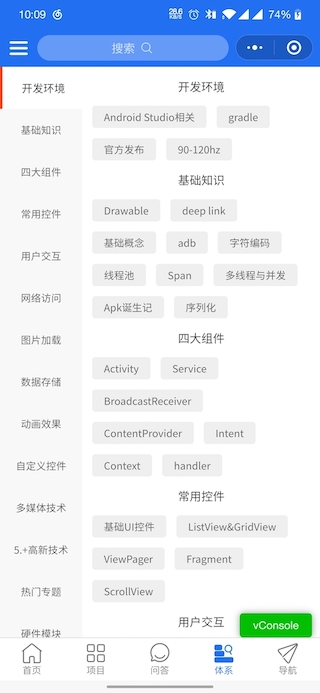 10:09
28.6
KB/S
74%
搜索
开发环境
基础知识
四大组件
常用控件
用户交互
网络访问
图片加载
数据存储
动画效果
自定义控件
多媒体技术
5.+高新技术
热门专题
硬件模块
开发环境
Android Studio相关
gradle
官方发布
90-120hz
基础知识
Drawable
deep link
基础概念
adb
字符编码
线程池
Span
多线程与并发
Apk诞生记
序列化
四大组件
Activity
Service
BroadcastReceiver
ContentProvider
Intent
Context
handler
常用控件
基础UI控件
ListView&GridView
ViewPager
Fragment
ScrollView
用户交互
vConsole
首页
项目
问答
体系
导航